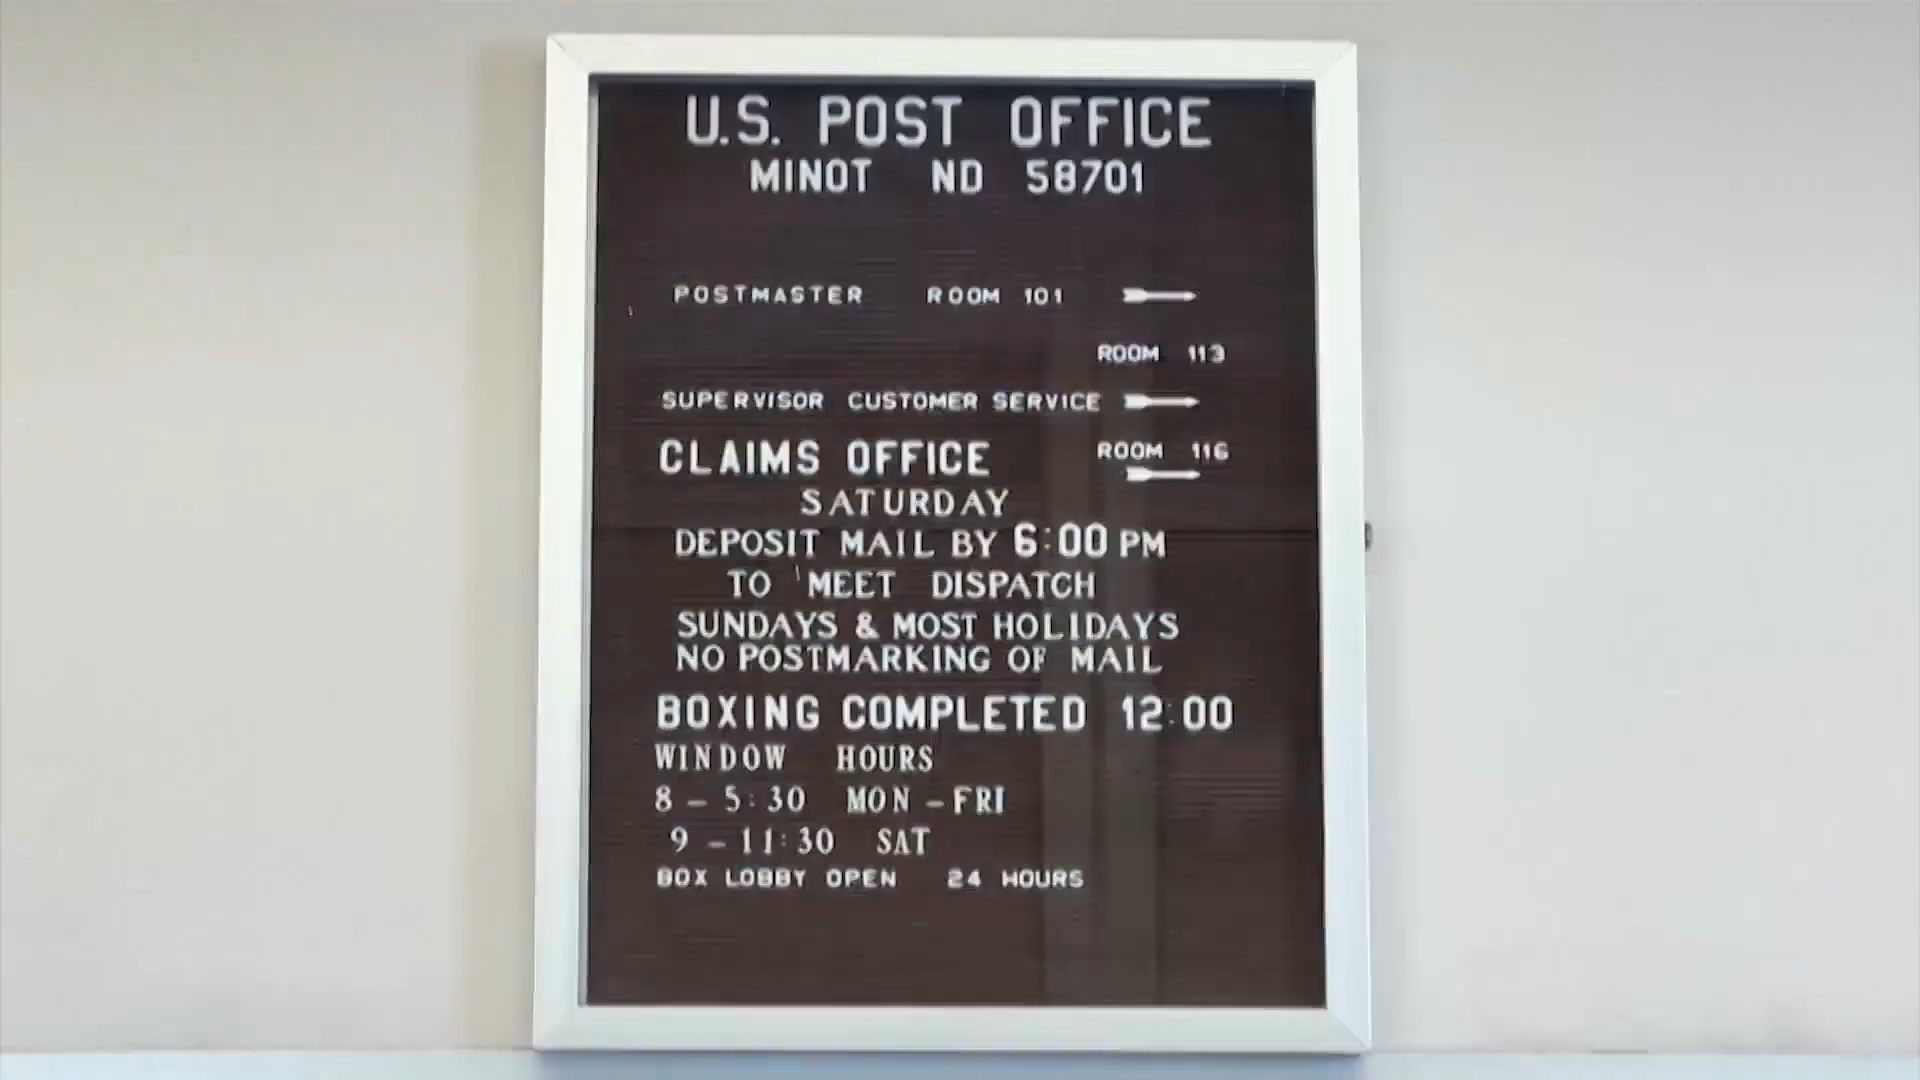 U.S. POST OFFICE
MINOT ND 58701
POSTMASTER ROOM 101
ROOM 113
SUPERVISOR CUSTOMER SERVICE
CLAIMS OFFICE ROOM 116
SATURDAY
DEPOSIT MAIL BY 6:00 PM
TO MEET DISPATCH
SUNDAYS & MOST HOLIDAYS
NO POSTMARKING OF MAIL
BOXING COMPLETED 12:00
WINDOW HOURS
8 - 5:30 MON - FRI
9 - 11:30 SAT
BOX LOBBY OPEN 24 HOURS